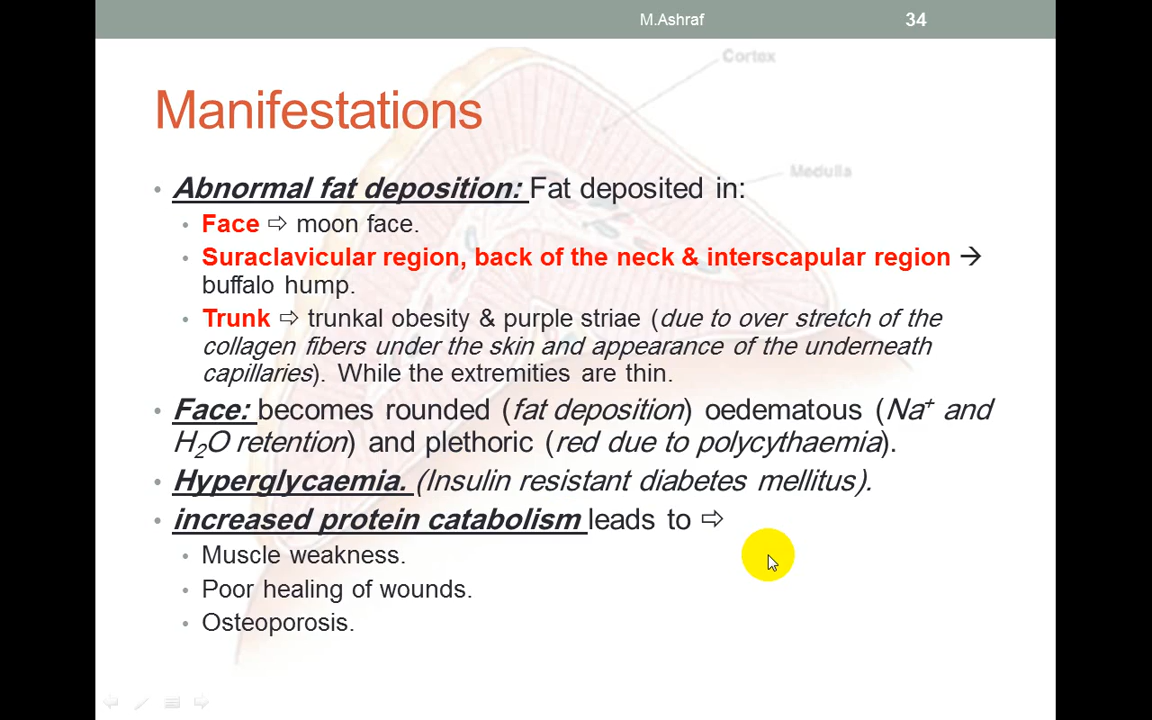 M.Ashraf 34
Cortex
Manifestations
Medulla
• Abnormal fat deposition: Fat deposited in:
• Face ⇨ moon face.
• Suraclavicular region, back of the neck & interscapular region →
buffalo hump.
• Trunk ⇨ trunkal obesity & purple striae (due to over stretch of the
collagen fibers under the skin and appearance of the underneath
capillaries). While the extremities are thin.
• Face: becomes rounded (fat deposition) oedematous (Na⁺ and
H₂O retention) and plethoric (red due to polycythaemia).
• Hyperglycaemia. (Insulin resistant diabetes mellitus).
• increased protein catabolism leads to ⇨
• Muscle weakness.
• Poor healing of wounds.
• Osteoporosis.